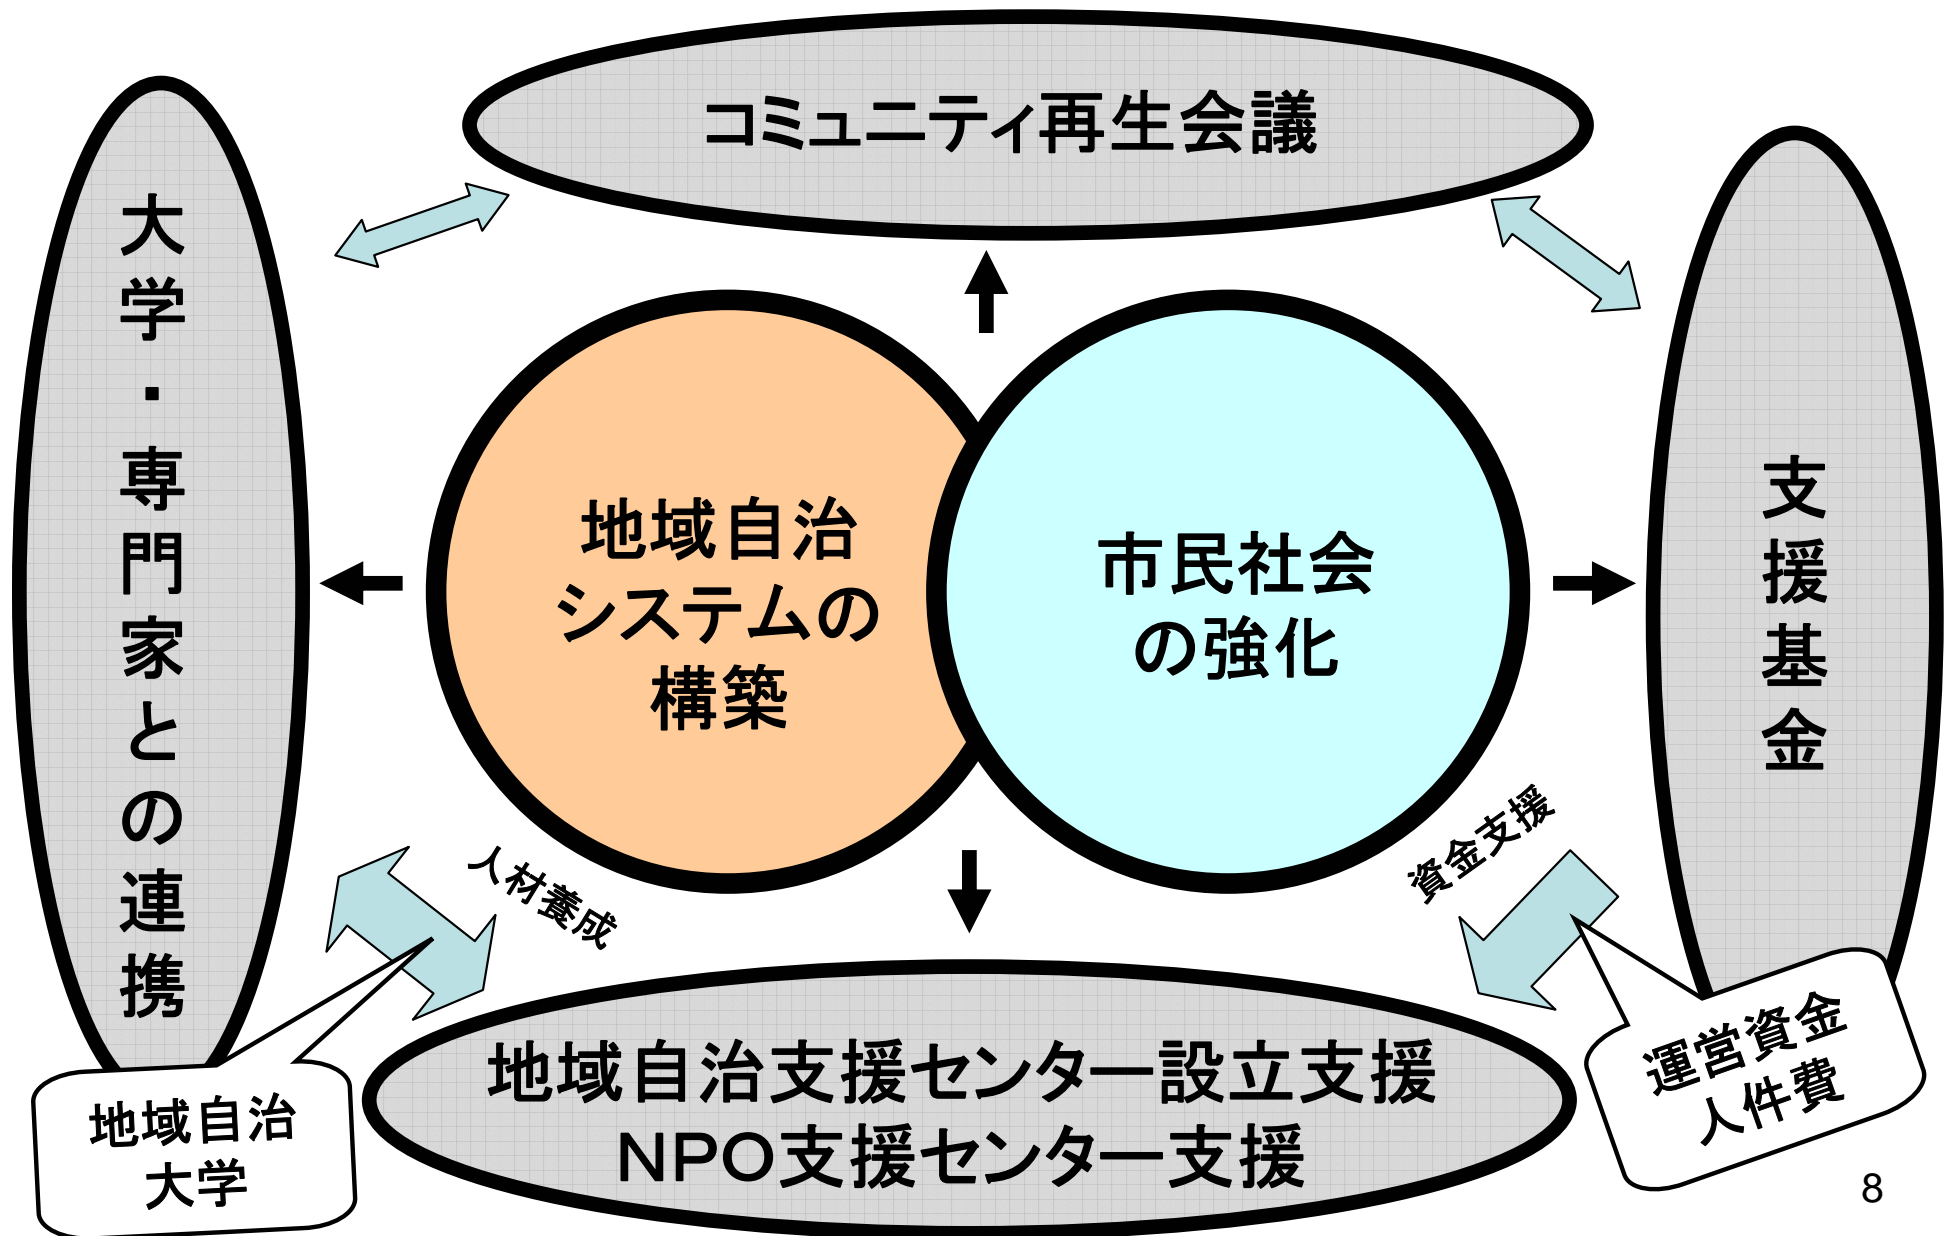 コミュニティ再生会議
大学・専門家との連携
地域自治
システムの
構築
市民社会
の強化
支援基金
人材養成
資金支援
地域自治支援センター設立支援
NPO支援センター支援
地域自治
大学
運営資金
人件費
8